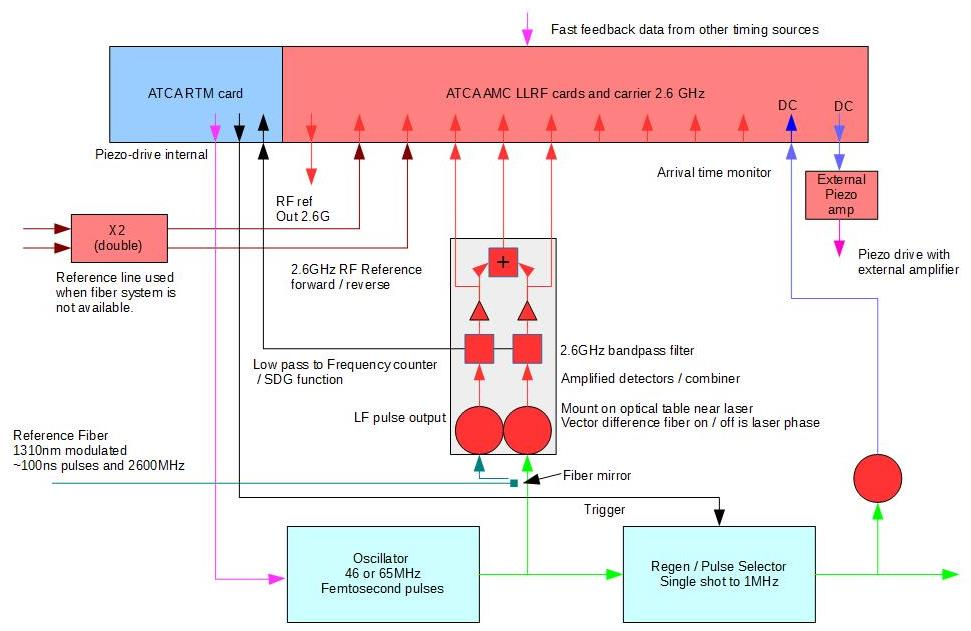 Fast feedback data from other timing sources
ATCA RTM card
ATCA AMC LLRF cards and carrier 2.6 GHz
DC
DC
Piezo-drive internal
RF ref
Out 2.6G
Arrival time monitor
External
Piezo
amp
X2
(double)
Piezo drive with
external amplifier
Reference line used
when fiber system is
not available.
2.6GHz RF Reference
forward / reverse
+
Low pass to Frequency counter
/ SDG function
2.6GHz bandpass filter
Amplified detectors / combiner
LF pulse output
Mount on optical table near laser
Vector difference fiber on / off is laser phase
Reference Fiber
1310nm modulated
~100ns pulses and 2600MHz
Fiber mirror
Trigger
Oscillator
46 or 65MHz
Femtosecond pulses
Regen / Pulse Selector
Single shot to 1MHz